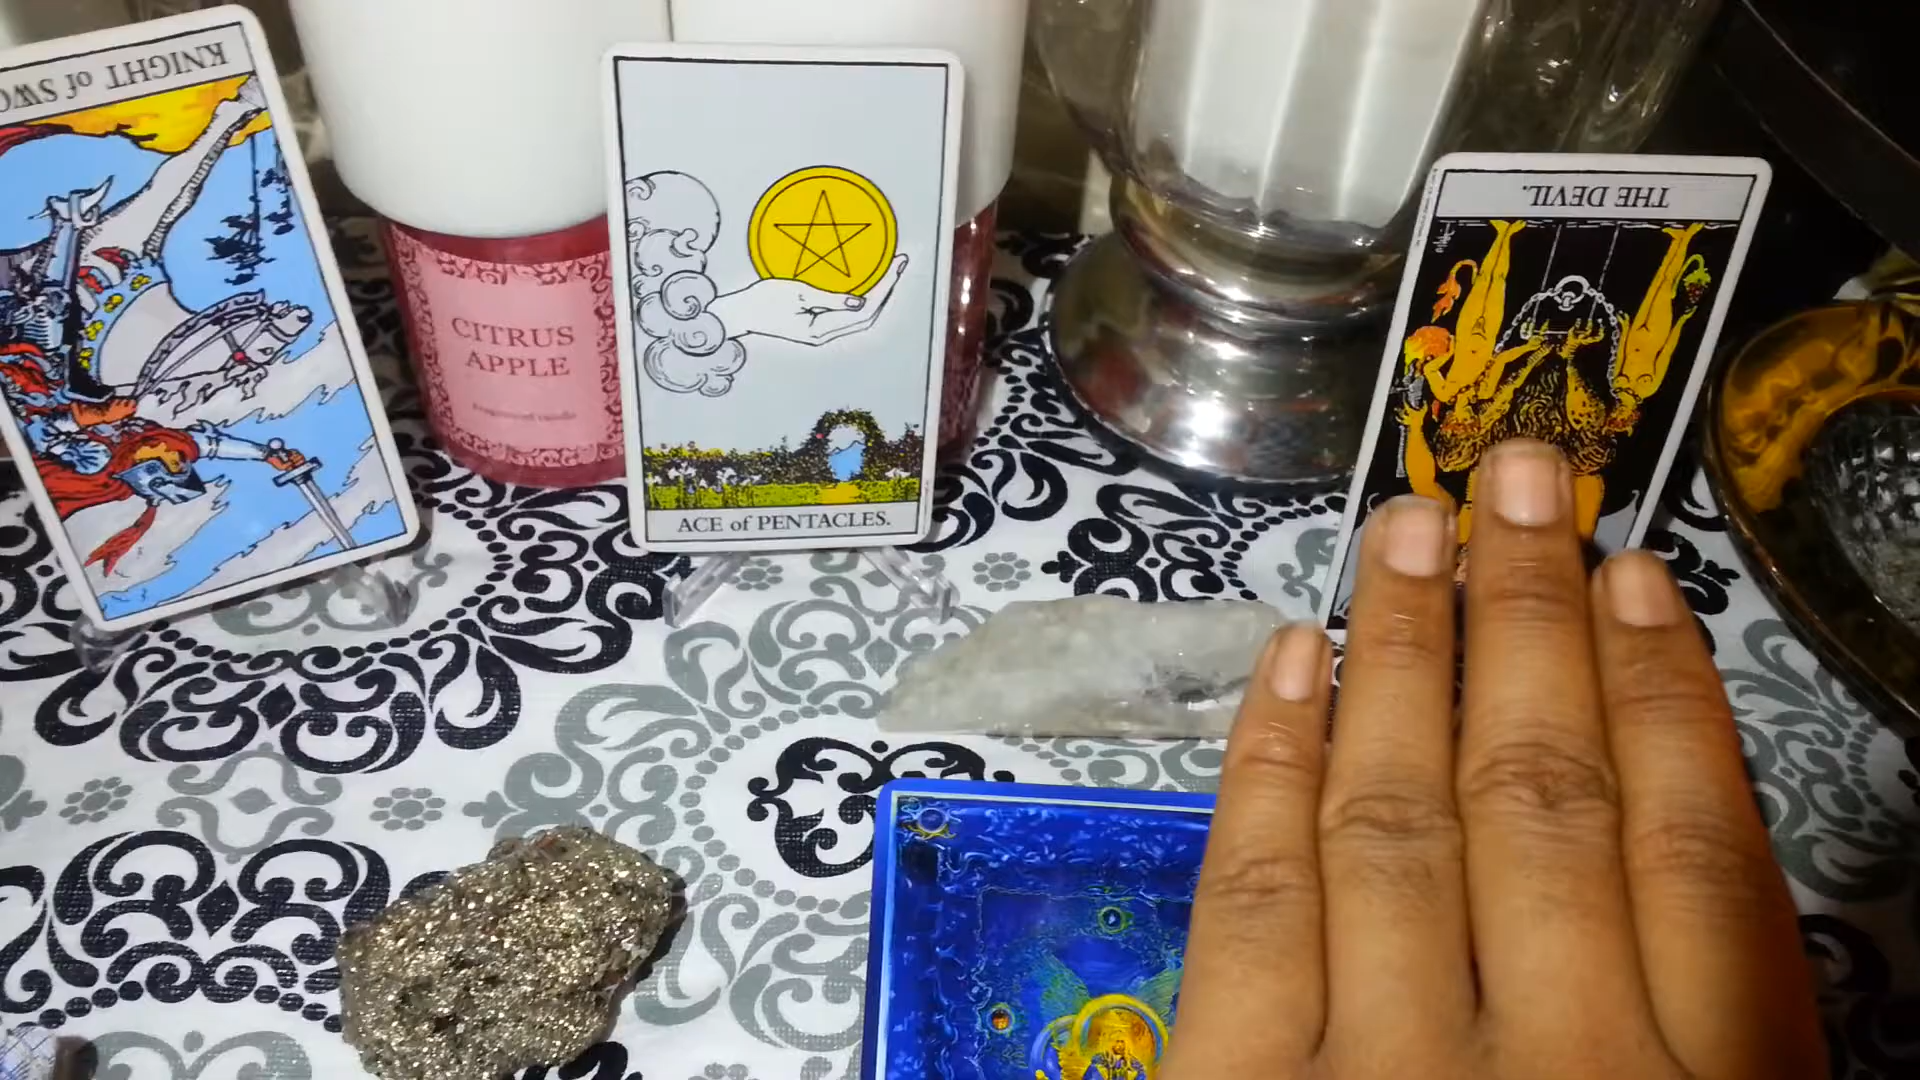 KNIGHT of SWO
ACE of PENTACLES.
CITRUS
APPLE
THE DEVIL.